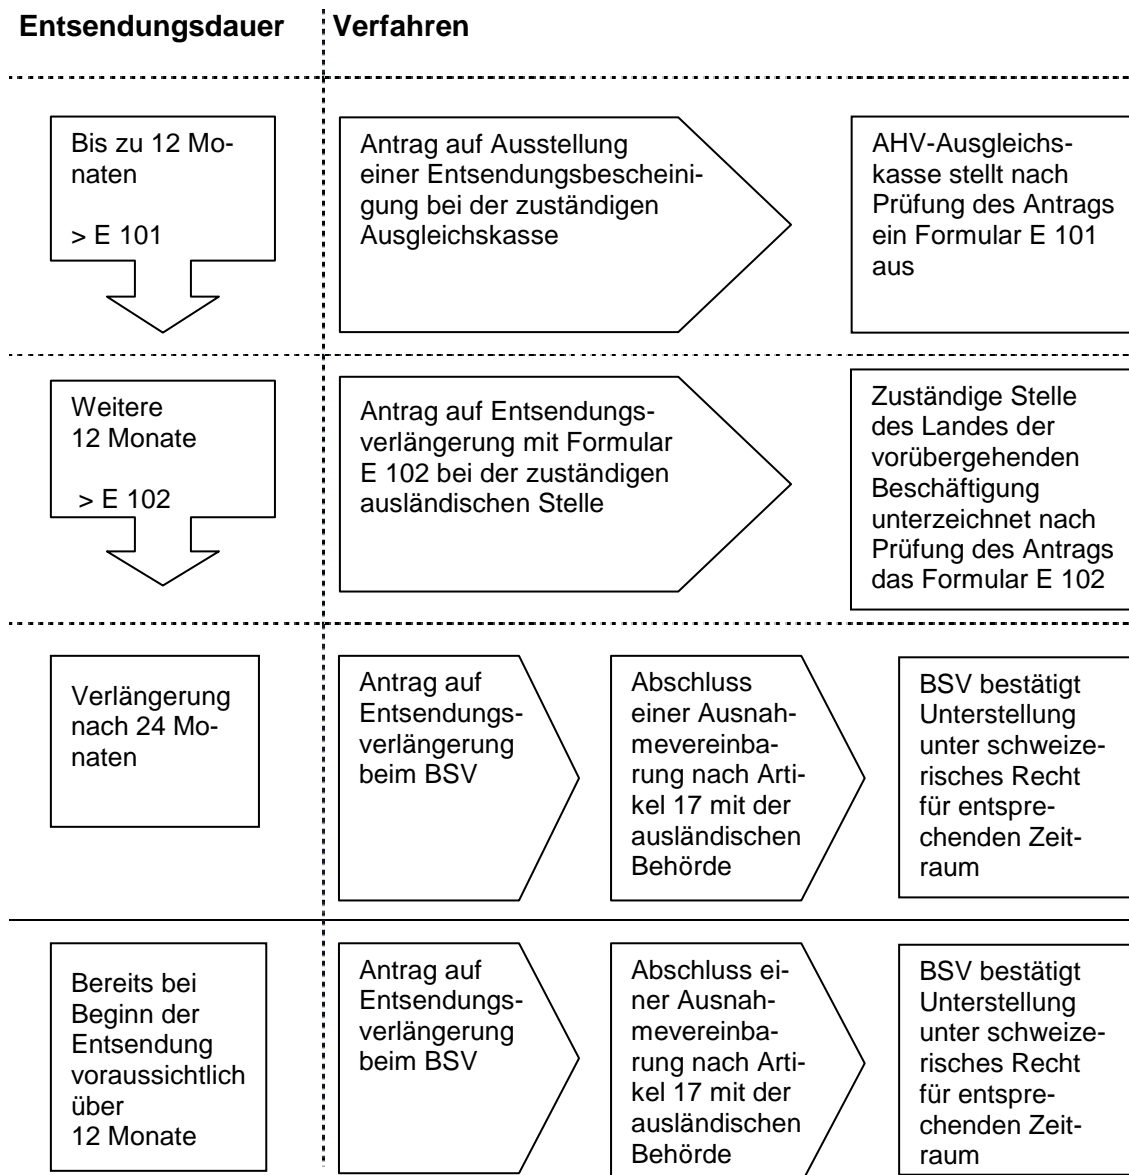 Entsendungsdauer
Verfahren
Bis zu 12 Mo-
naten
> E 101
Antrag auf Ausstellung
einer Entsendungsbescheini-
gung bei der zuständigen
Ausgleichskasse
AHV-Ausgleichs-
kasse stellt nach
Prüfung des Antrags
ein Formular E 101
aus
Weitere
12 Monate
> E 102
Antrag auf Entsendungs-
verlängerung mit Formular
E 102 bei der zuständigen
ausländischen Stelle
Zuständige Stelle
des Landes der
vorübergehenden
Beschäftigung
unterzeichnet nach
Prüfung des Antrags
das Formular E 102
Verlängerung
nach 24 Mo-
naten
Antrag auf
Entsendungs-
verlängerung
beim BSV
Abschluss
einer Ausnah-
mevereinba-
rung nach Arti-
kel 17 mit der
ausländischen
Behörde
BSV bestätigt
Unterstellung
unter schweize-
risches Recht
für entspre-
chenden Zeit-
raum
Bereits bei
Beginn der
Entsendung
voraussichtlich
über
12 Monate
Antrag auf
Entsendungs-
verlängerung
beim BSV
Abschluss ei-
ner Ausnah-
mevereinba-
rung nach Arti-
kel 17 mit der
ausländischen
Behörde
BSV bestätigt
Unterstellung
unter schweize-
risches Recht
für entspre-
chenden Zeit-
raum